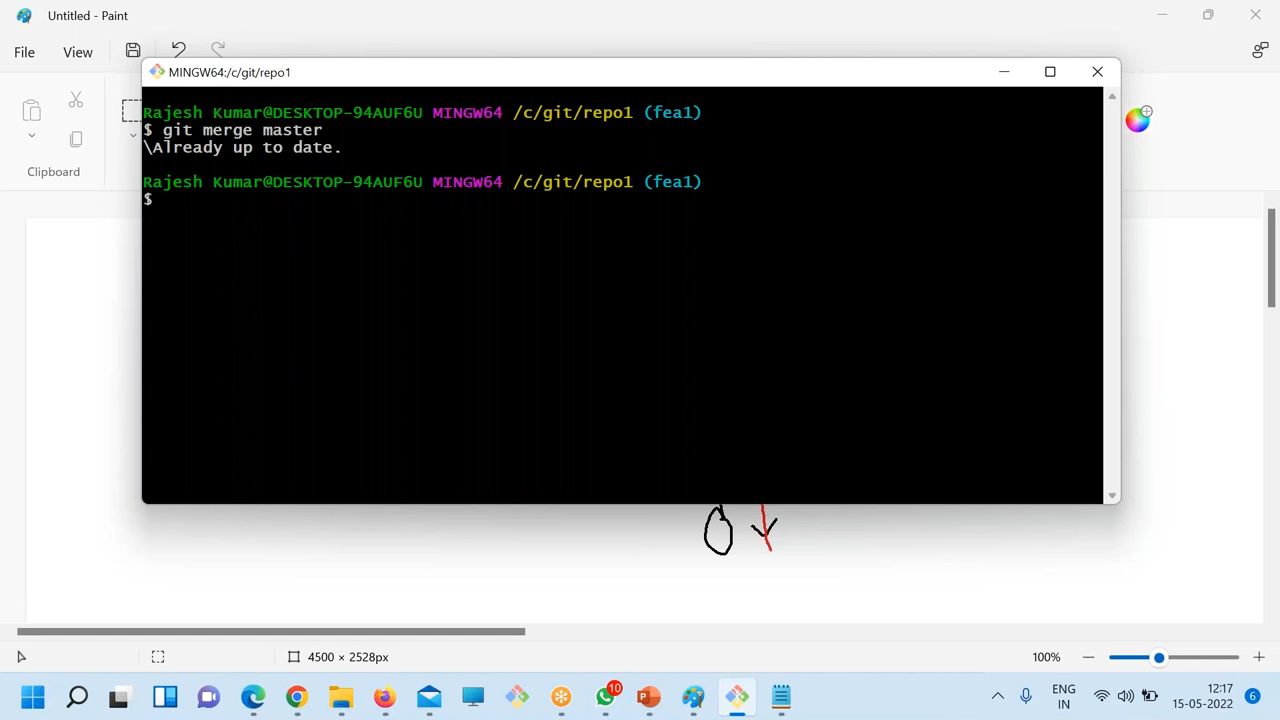 Untitled - Paint
File View
MINGW64:/c/git/repo1
Rajesh Kumar@DESKTOP-94AUF6U MINGW64 /c/git/repo1 (fea1)
$ git merge master
\Already up to date.
Rajesh Kumar@DESKTOP-94AUF6U MINGW64 /c/git/repo1 (fea1)
$
Clipboard
4500 × 2528px
100%
10
ENG
IN
12:17
15-05-2022
6